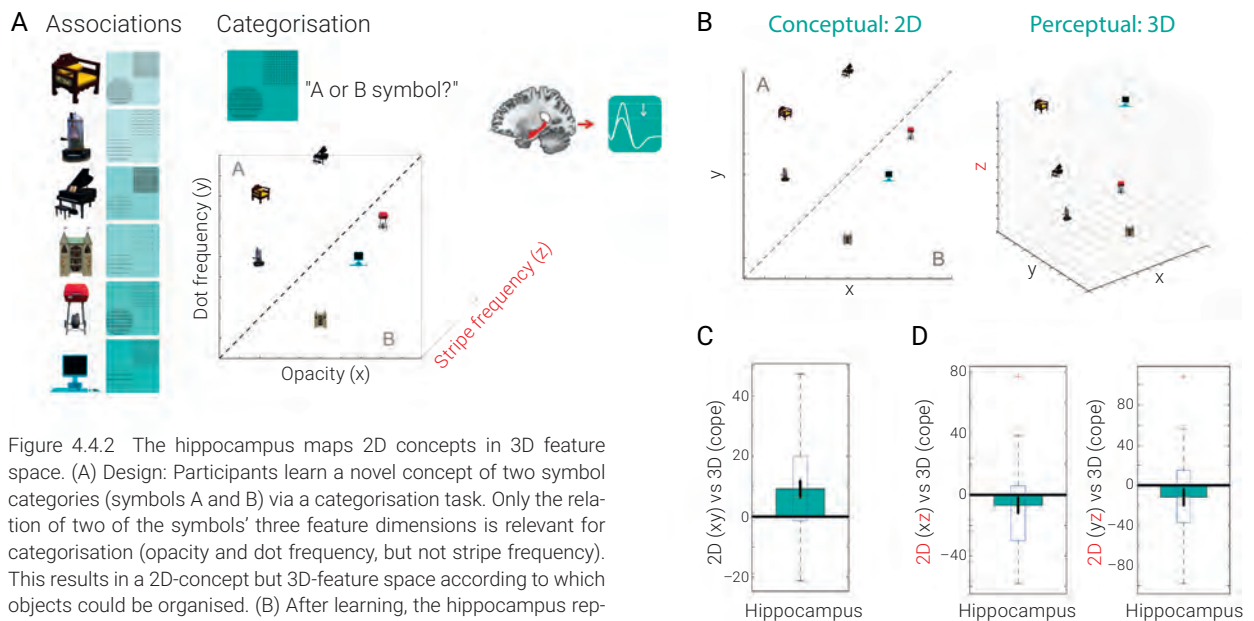 A Associations Categorisation
"A or B symbol?"
A
B
Dot frequency (y)
Opacity (x)
Stripe frequency (z)
B Conceptual: 2D Perceptual: 3D
A
B
y
x
z
y
x
C
2D (xy) vs 3D (cope)
40
20
0
−20
Hippocampus
D
2D (xz) vs 3D (cope)
80
40
0
−40
Hippocampus
2D (yz) vs 3D (cope)
80
40
0
−40
−80
Hippocampus
Figure 4.4.2 The hippocampus maps 2D concepts in 3D feature
space. (A) Design: Participants learn a novel concept of two symbol
categories (symbols A and B) via a categorisation task. Only the rela-
tion of two of the symbols' three feature dimensions is relevant for
categorisation (opacity and dot frequency, but not stripe frequency).
This results in a 2D-concept but 3D-feature space according to which
objects could be organised. (B) After learning, the hippocampus rep-